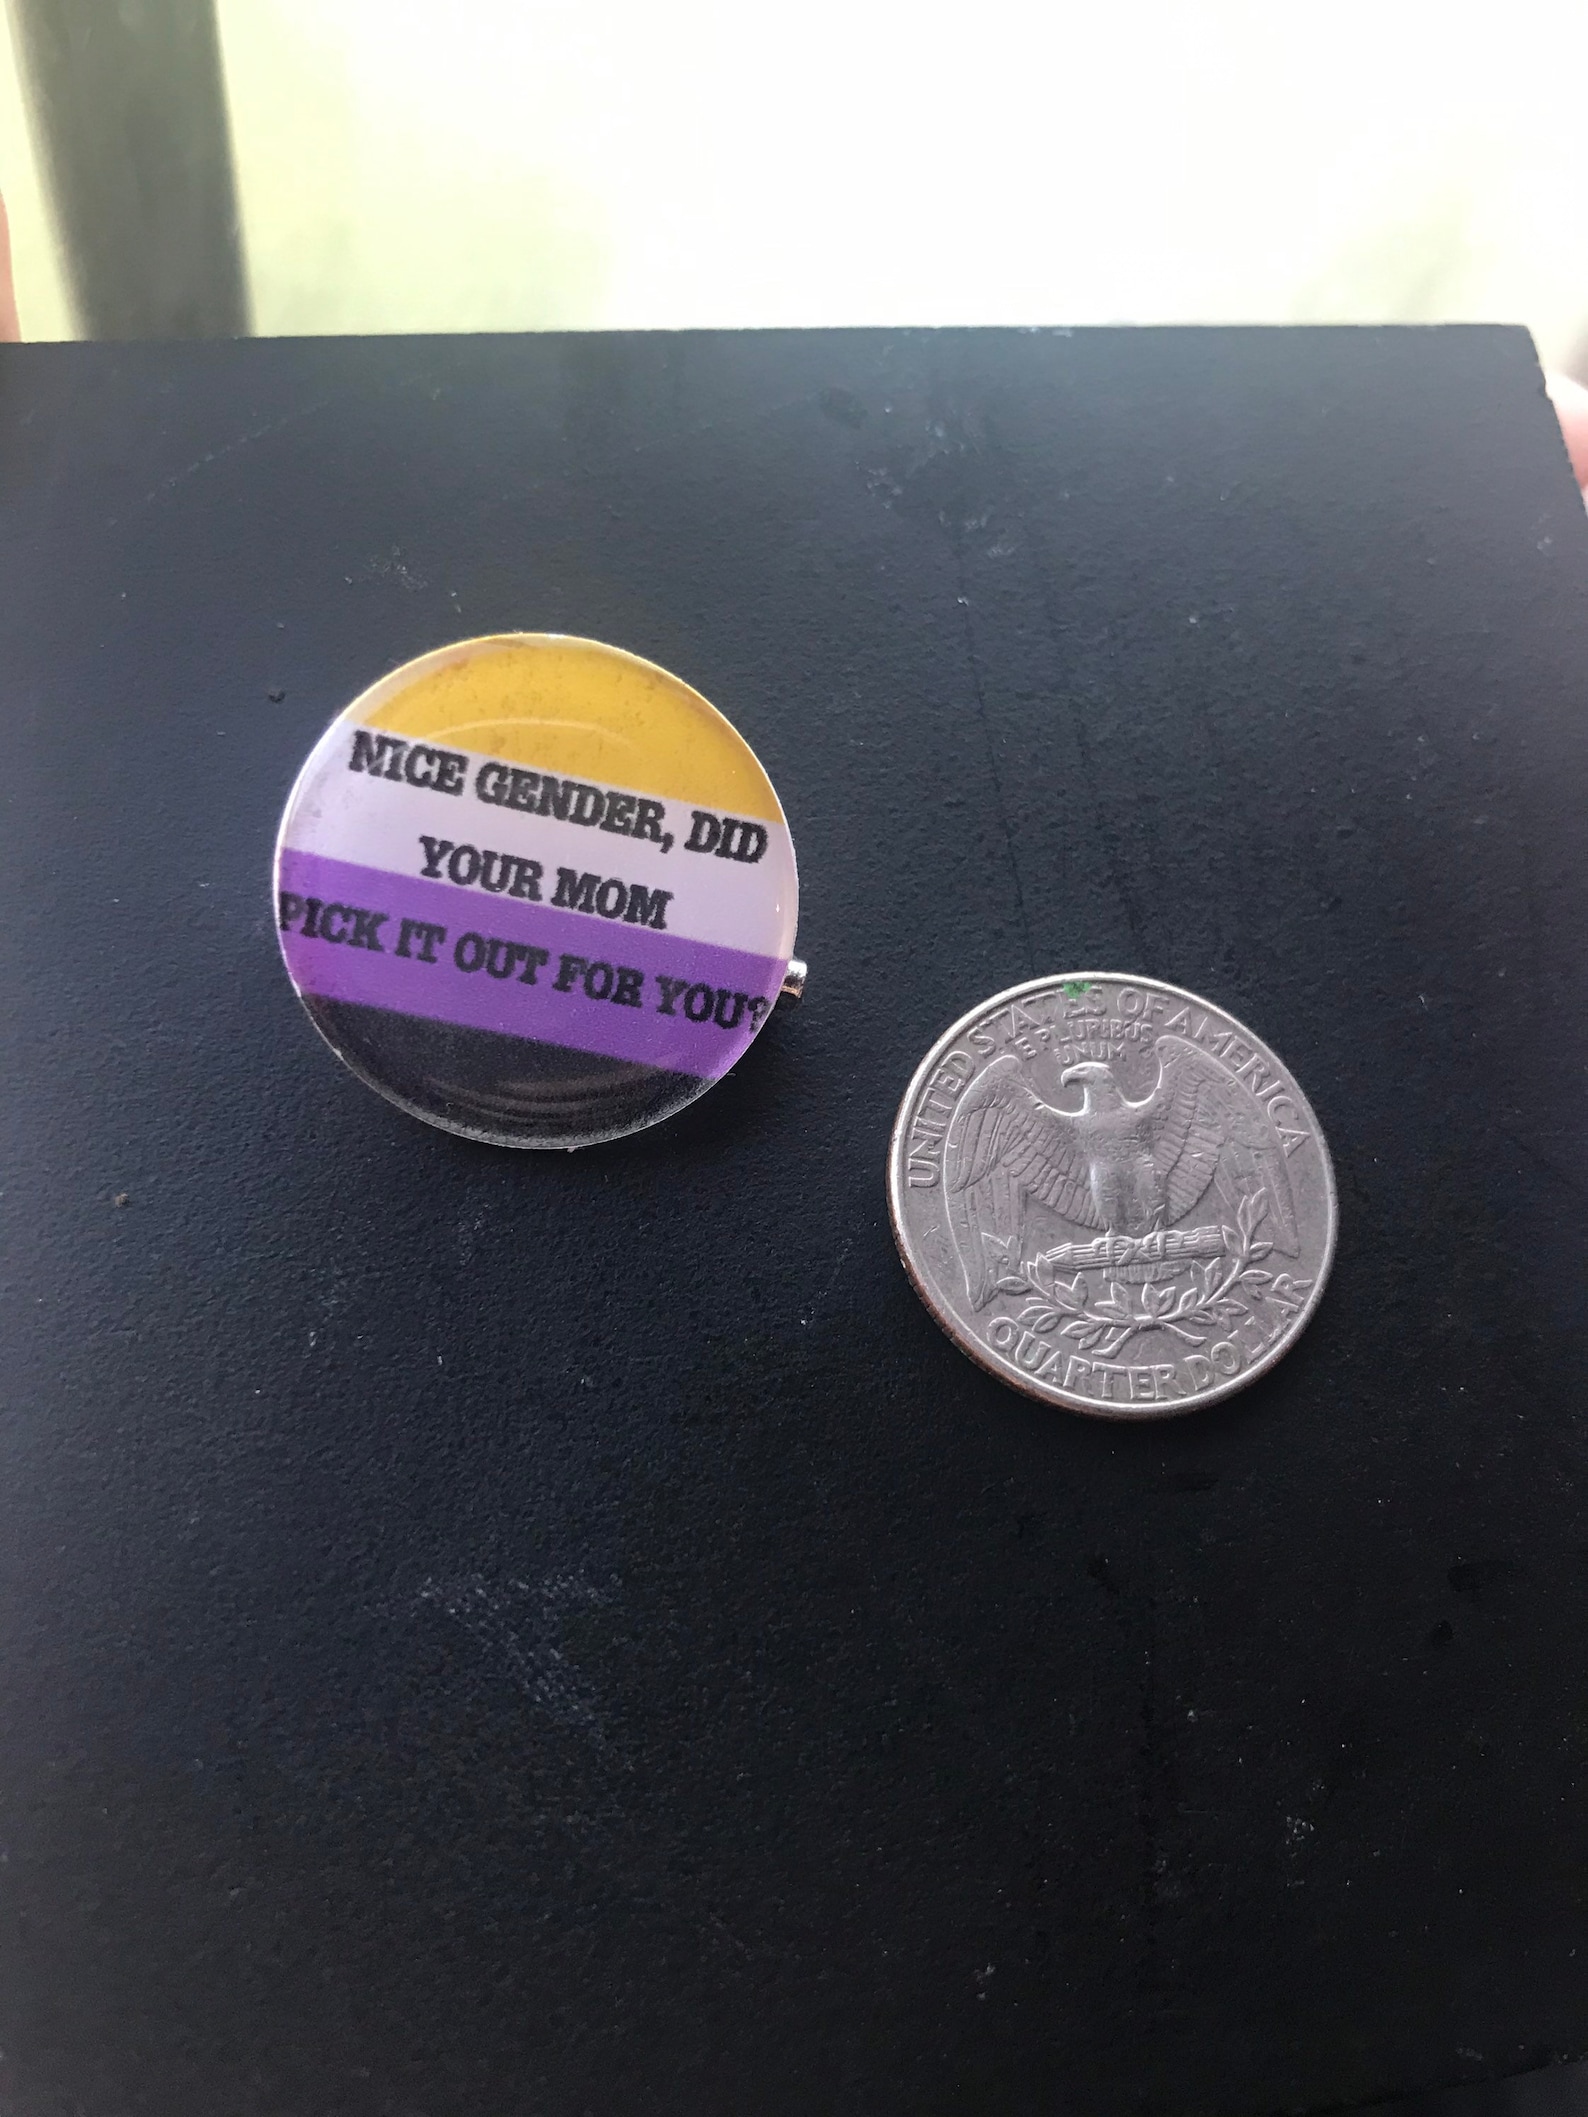 NICE GENDER, DID
YOUR MOM
PICK IT OUT FOR YOU?
UNITED STATES OF AMERICA
E PLURIBUS
UNUM
QUARTER DOLLAR